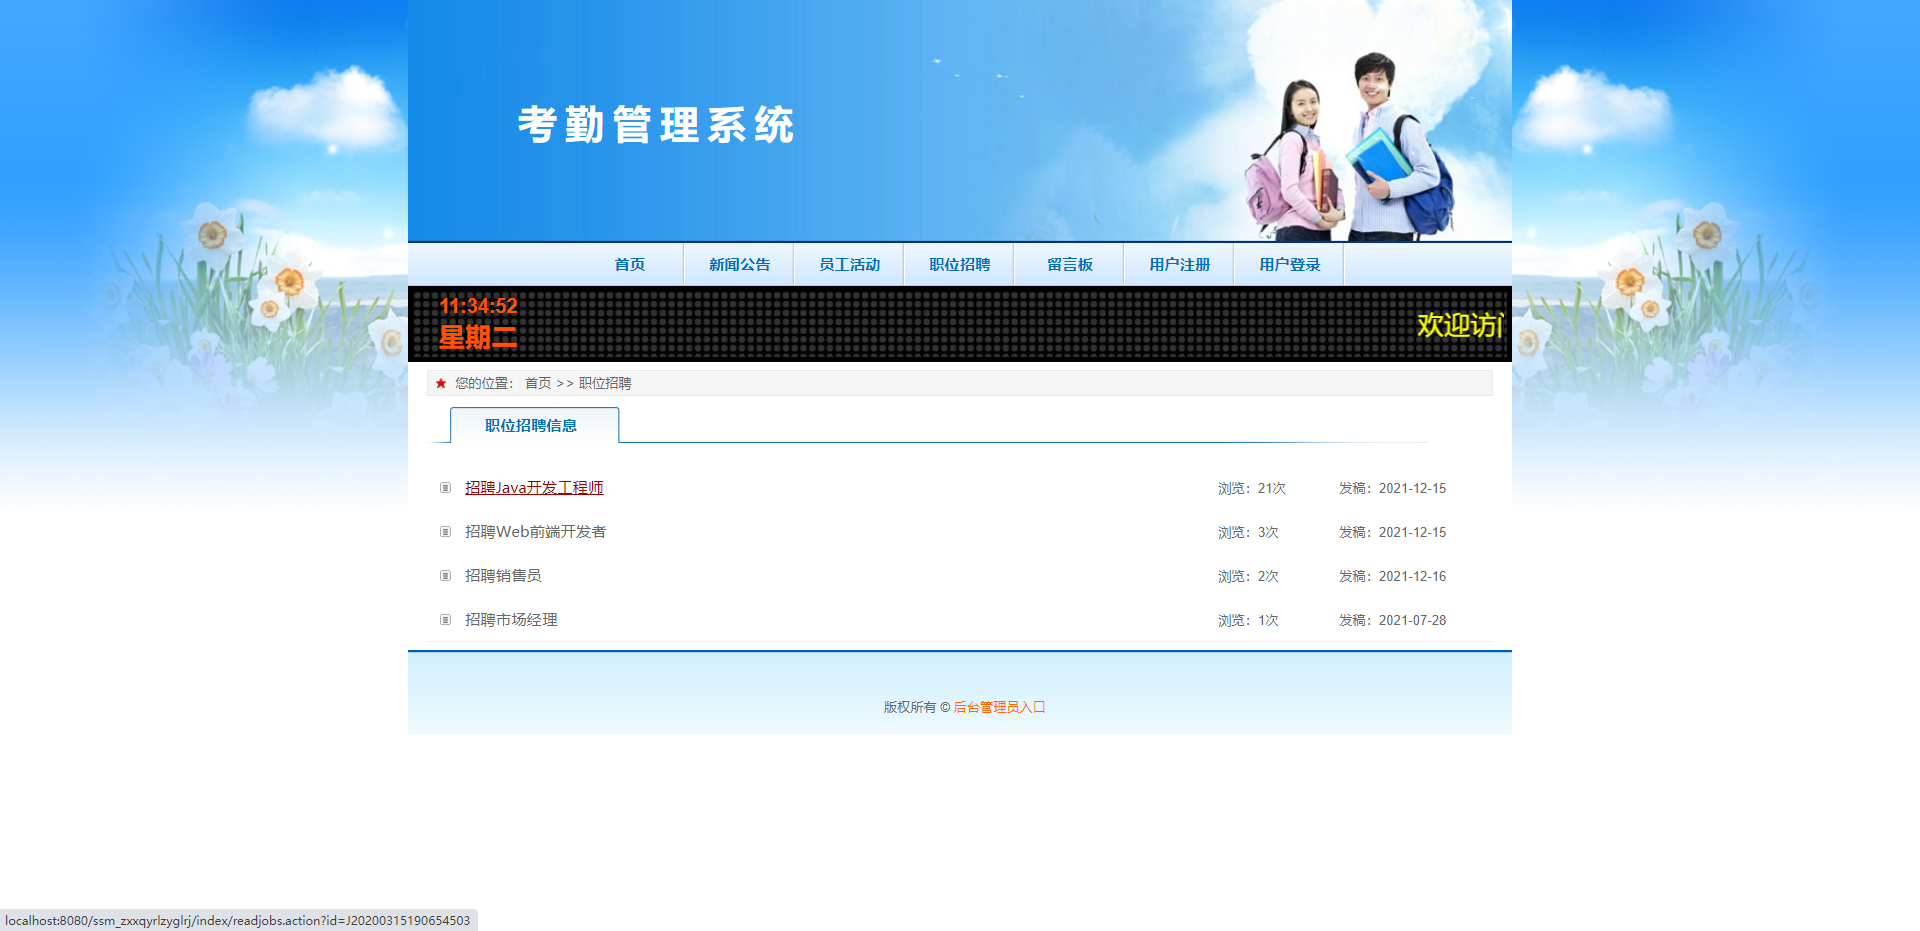 考勤管理系统
首页 新闻公告 员工活动 职位招聘 留言板 用户注册 用户登录
11:34:52
星期二
欢迎访
您的位置： 首页 >> 职位招聘
职位招聘信息
招聘Java开发工程师 浏览：21次 发稿：2021-12-15
招聘Web前端开发者 浏览：3次 发稿：2021-12-15
招聘销售员 浏览：2次 发稿：2021-12-16
招聘市场经理 浏览：1次 发稿：2021-07-28
版权所有 © 后台管理员入口
localhost:8080/ssm_zxxqyrlzyglrj/index/readjobs.action?id=J20200315190654503